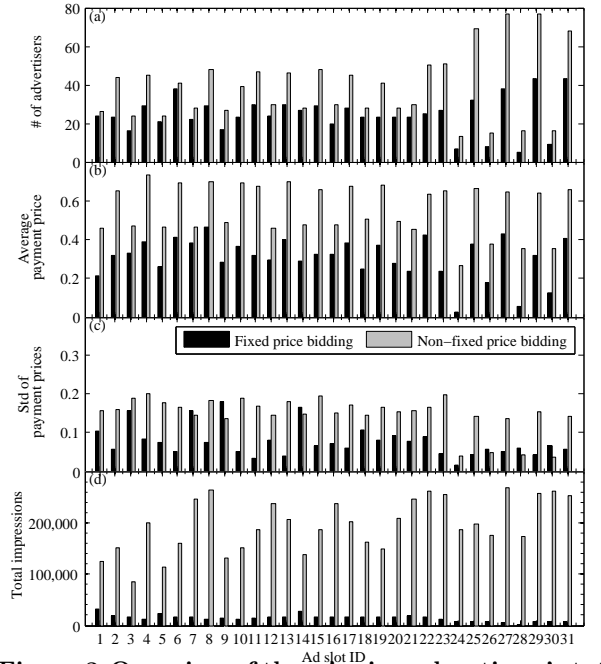 80
(a)
60
40
20
0
# of advertisers
(b)
0.6
0.4
0.2
0
Average
payment price
(c)
Fixed price bidding
Non−fixed price bidding
0.3
0.2
0.1
0
Std of
payment prices
(d)
200,000
100,000
0
Total impressions
1 2 3 4 5 6 7 8 9 10 11 12 13 14 15 16 17 18 19 20 21 22 23 24 25 26 27 28 29 30 31
Ad slot ID